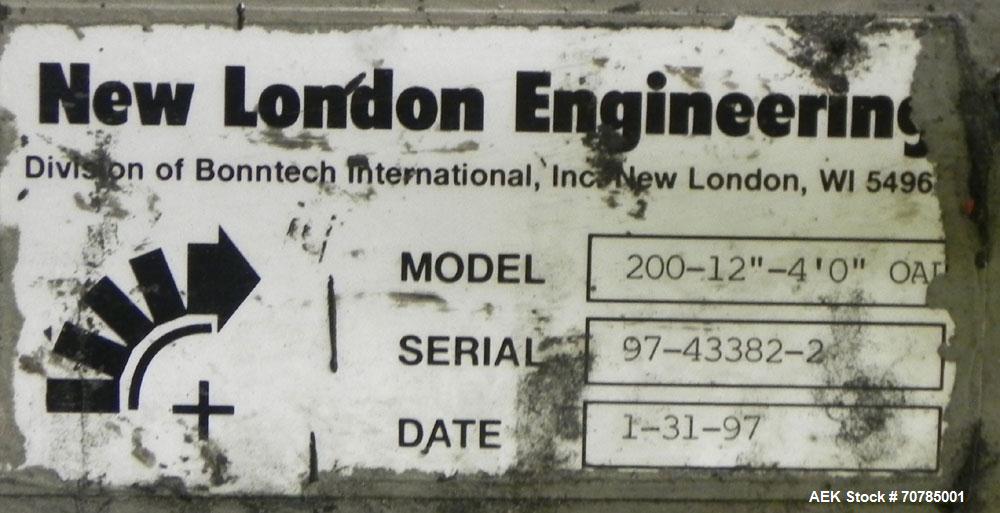 New London Engineering
Division of Bonntech International, Inc. New London, WI 5496
MODEL 200-12"-4'0"
SERIAL 97-43382-2
DATE 1-31-97
AEK Stock # 70785001